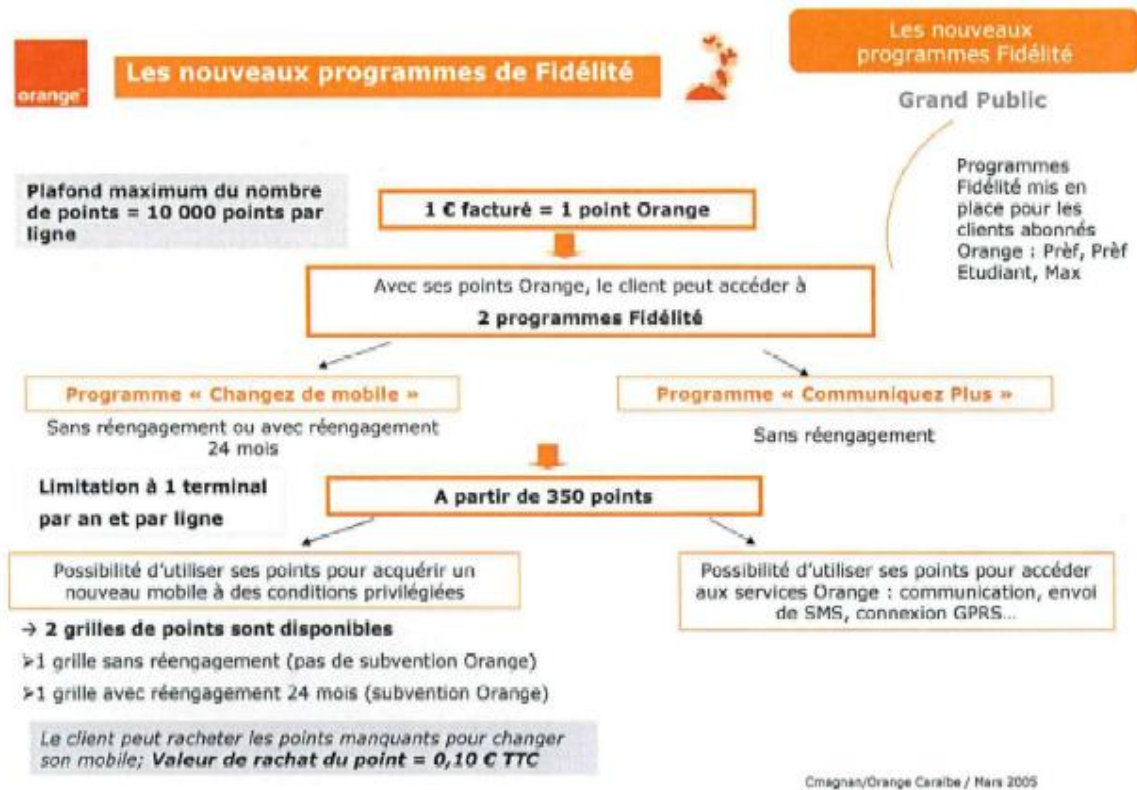 orange
Les nouveaux programmes de Fidélité
Les nouveaux
programmes Fidélité
Grand Public
Programmes
Fidélité mis en
place pour les
clients abonnés
Orange : Prèf, Prèf
Etudiant, Max
Plafond maximum du nombre
de points = 10 000 points par
ligne
1 € facturé = 1 point Orange
Avec ses points Orange, le client peut accéder à
2 programmes Fidélité
Programme « Changez de mobile »
Sans réengagement ou avec réengagement
24 mois
Programme « Communiquez Plus »
Sans réengagement
Limitation à 1 terminal
par an et par ligne
A partir de 350 points
Possibilité d'utiliser ses points pour acquérir un
nouveau mobile à des conditions privilégiées
Possibilité d'utiliser ses points pour accéder
aux services Orange : communication, envoi
de SMS, connexion GPRS...
→ 2 grilles de points sont disponibles
➢1 grille sans réengagement (pas de subvention Orange)
➢1 grille avec réengagement 24 mois (subvention Orange)
Le client peut racheter les points manquants pour changer
son mobile; Valeur de rachat du point = 0,10 € TTC
Cmagnan/Orange Caraïbe / Mars 2005